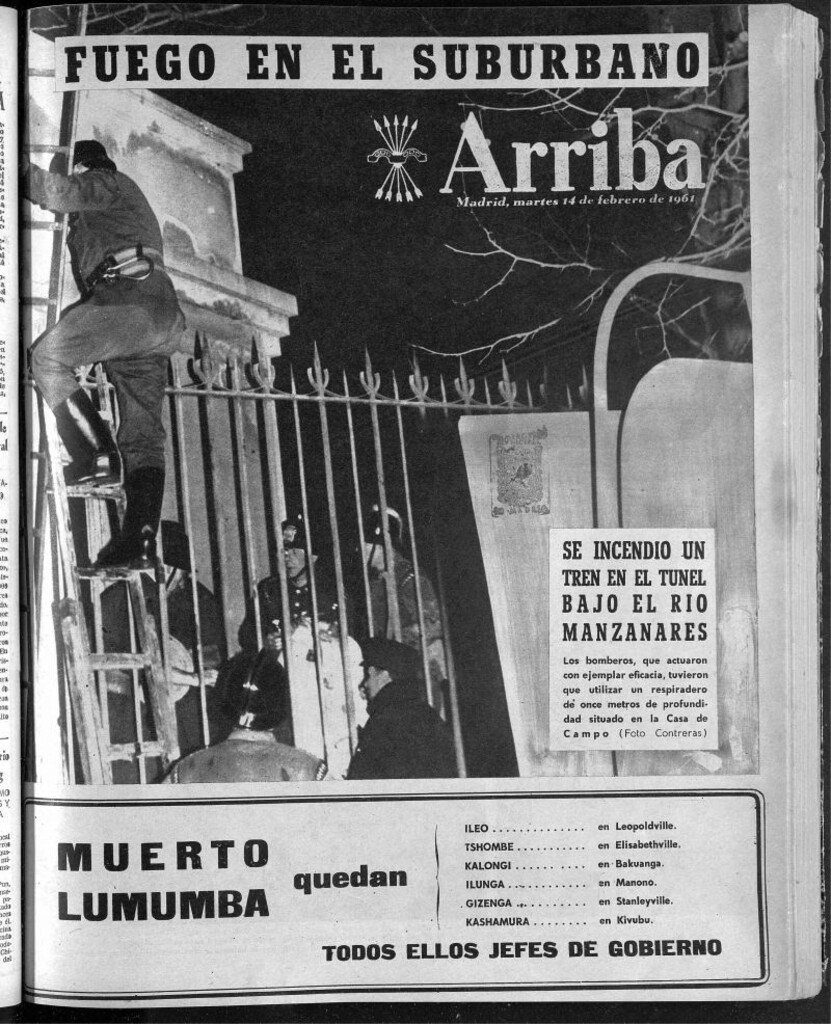 FUEGO EN EL SUBURBANO
Arriba
Madrid, martes 14 de febrero de 1961
SE INCENDIO UN
TREN EN EL TUNEL
BAJO EL RIO
MANZANARES
Los bomberos, que actuaron
con ejemplar eficacia, tuvieron
que utilizar un respiradero
de once metros de profundi-
dad situado en la Casa de
Campo (Foto Contreras)
MUERTO
LUMUMBA
quedan
ILEO .............. en Leopoldville.
TSHOMBE ........... en Elisabethville.
KALONGI ........... en Bakuanga.
ILUNGA ............ en Manono.
GIZENGA ........... en Stanleyville.
KASHAMURA ........ en Kivubu.
TODOS ELLOS JEFES DE GOBIERNO